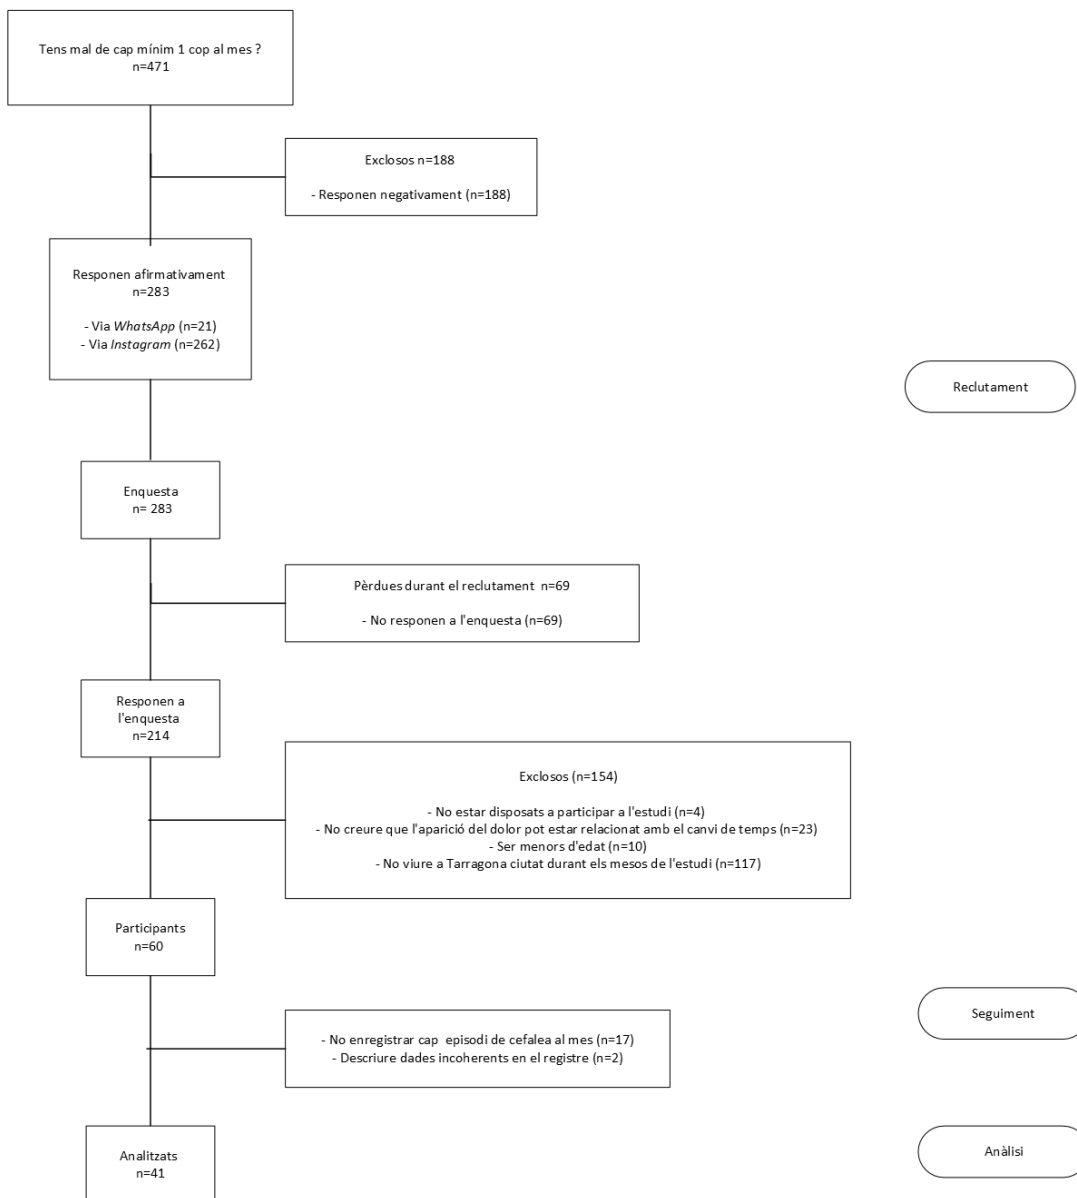 Tens mal de cap mínim 1 cop al mes ?
n=471
Exclosos n=188
- Responen negativament (n=188)
Responen afirmativament
n=283
- Via WhatsApp (n=21)
- Via Instagram (n=262)
Reclutament
Enquesta
n= 283
Pèrdues durant el reclutament n=69
- No responen a l'enquesta (n=69)
Responen a
l'enquesta
n=214
Exclosos (n=154)
- No estar disposats a participar a l'estudi (n=4)
- No creure que l'aparició del dolor pot estar relacionat amb el canvi de temps (n=23)
- Ser menors d'edat (n=10)
- No viure a Tarragona ciutat durant els mesos de l'estudi (n=117)
Participants
n=60
Seguiment
- No enregistrar cap episodi de cefalea al mes (n=17)
- Descriure dades incoherents en el registre (n=2)
Analitzats
n=41
Anàlisi